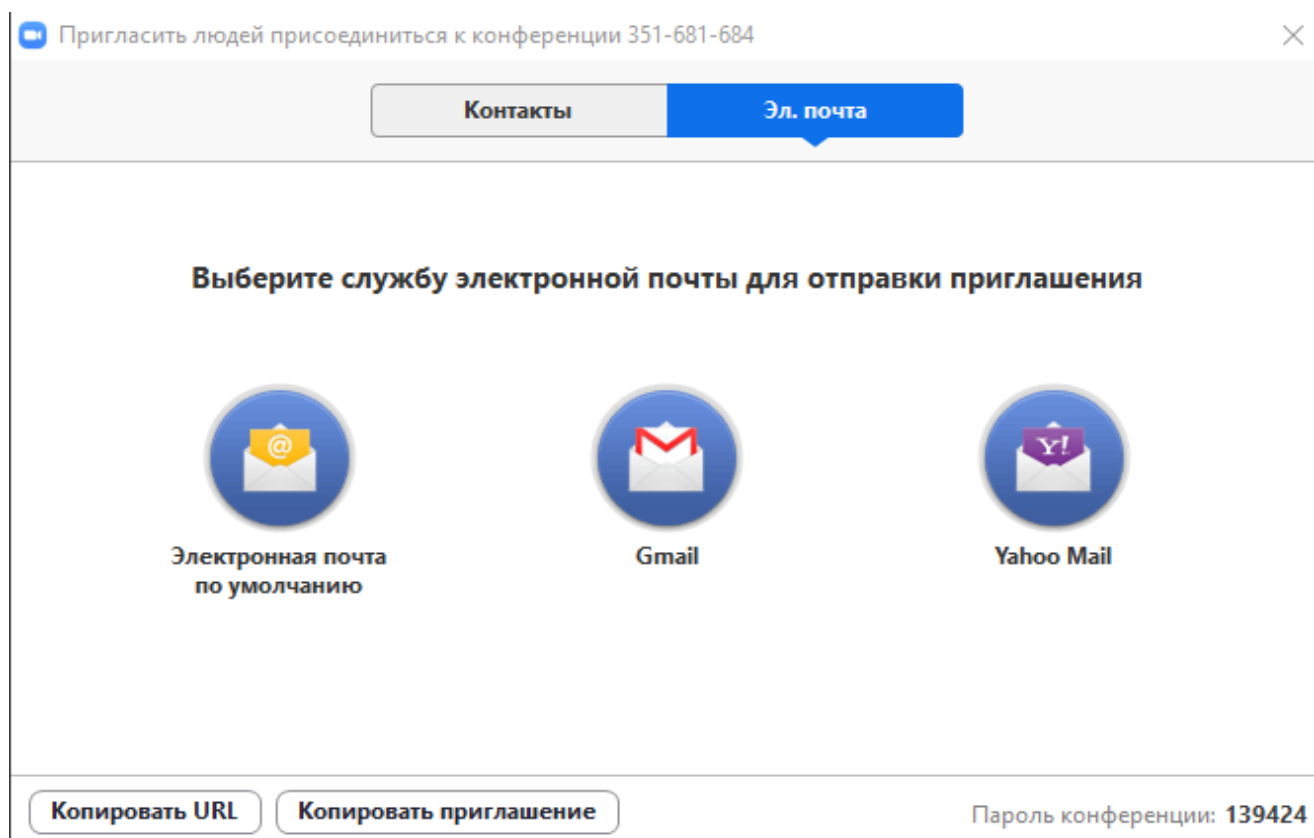 Пригласить людей присоединиться к конференции 351-681-684
Контакты
Эл. почта
Выберите службу электронной почты для отправки приглашения
@
Y!
Электронная почта
по умолчанию
Gmail
Yahoo Mail
Копировать URL
Копировать приглашение
Пароль конференции: 139424